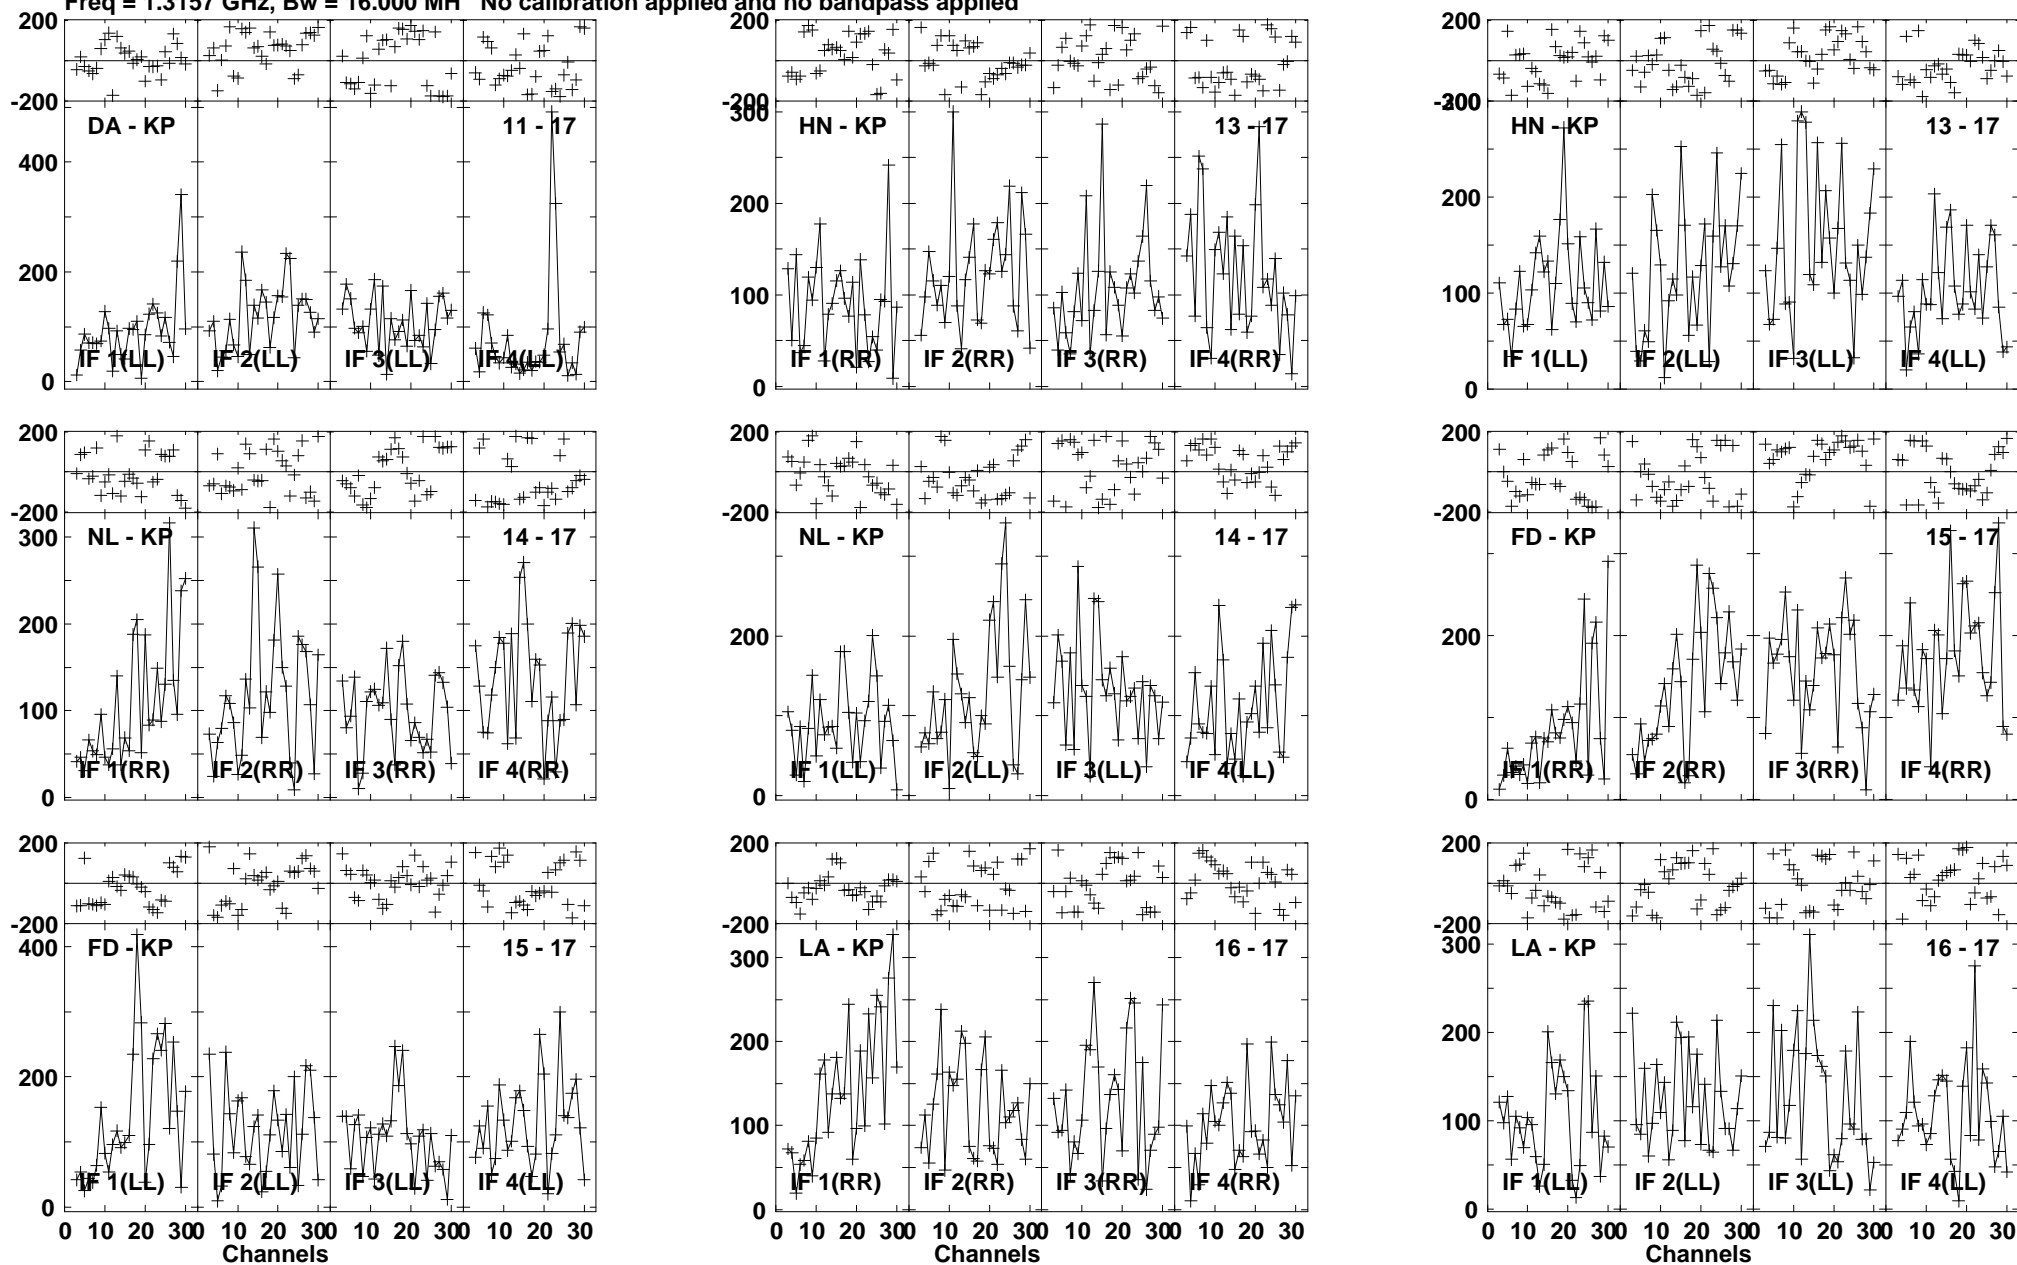 Freq = 1.3157 GHz, Bw = 16.000 MH No calibration applied and no bandpass applied
200 200 200
-200 -200 -200
DA - KP 11 - 17 HN - KP 13 - 17 HN - KP 13 - 17
400 200 0
300 200 100 0
300 200 100 0
IF 1(LL) IF 2(LL) IF 3(LL) IF 4(LL) IF 1(RR) IF 2(RR) IF 3(RR) IF 4(RR) IF 1(LL) IF 2(LL) IF 3(LL) IF 4(LL)
200 200 200
-200 -200 -200
NL - KP 14 - 17 NL - KP 14 - 17 FD - KP 15 - 17
300 200 100 0
200 0
200 0
IF 1(RR) IF 2(RR) IF 3(RR) IF 4(RR) IF 1(LL) IF 2(LL) IF 3(LL) IF 4(LL) IF 1(RR) IF 2(RR) IF 3(RR) IF 4(RR)
200 200 200
-200 -200 -200
FD - KP 15 - 17 LA - KP 16 - 17 LA - KP 16 - 17
400 200 0
300 200 100 0
300 200 100 0
IF 1(LL) IF 2(LL) IF 3(LL) IF 4(LL) IF 1(RR) IF 2(RR) IF 3(RR) IF 4(RR) IF 1(LL) IF 2(LL) IF 3(LL) IF 4(LL)
0 10 20 30 0 10 20 30 0 10 20 30 0 10 20 30
0 10 20 30 0 10 20 30 0 10 20 30 0 10 20 30
0 10 20 30 0 10 20 30 0 10 20 30 0 10 20 30
Channels Channels Channels